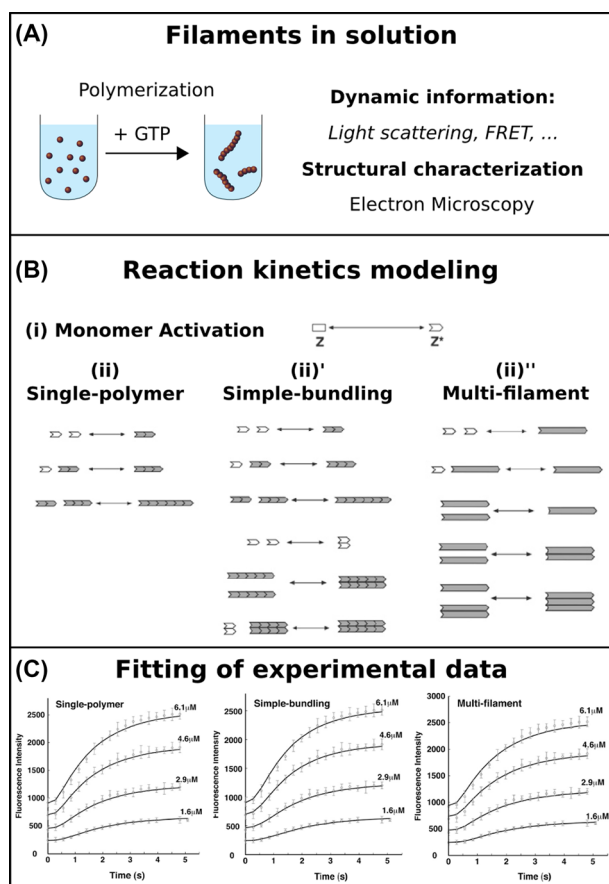 (A) Filaments in solution
Polymerization
+ GTP
Dynamic information:
Light scattering, FRET, ...
Structural characterization
Electron Microscopy
(B) Reaction kinetics modeling
(i) Monomer Activation
Z Z*
(ii)
Single-polymer
(ii)'
Simple-bundling
(ii)''
Multi-filament
(C) Fitting of experimental data
Single-polymer
6.1μM
4.6μM
2.9μM
1.6μM
Fluorescence Intensity
2500
2000
1500
1000
500
0
0 1 2 3 4 5
Time (s)
Simple-bundling
6.1μM
4.6μM
2.9μM
1.6μM
Fluorescence Intensity
2500
2000
1500
1000
500
0
0 1 2 3 4 5
Time (s)
Multi-filament
6.1μM
4.6μM
2.9μM
1.6μM
Fluorescence Intensity
3000
2500
2000
1500
1000
500
0
0 1 2 3 4 5
Time (s)